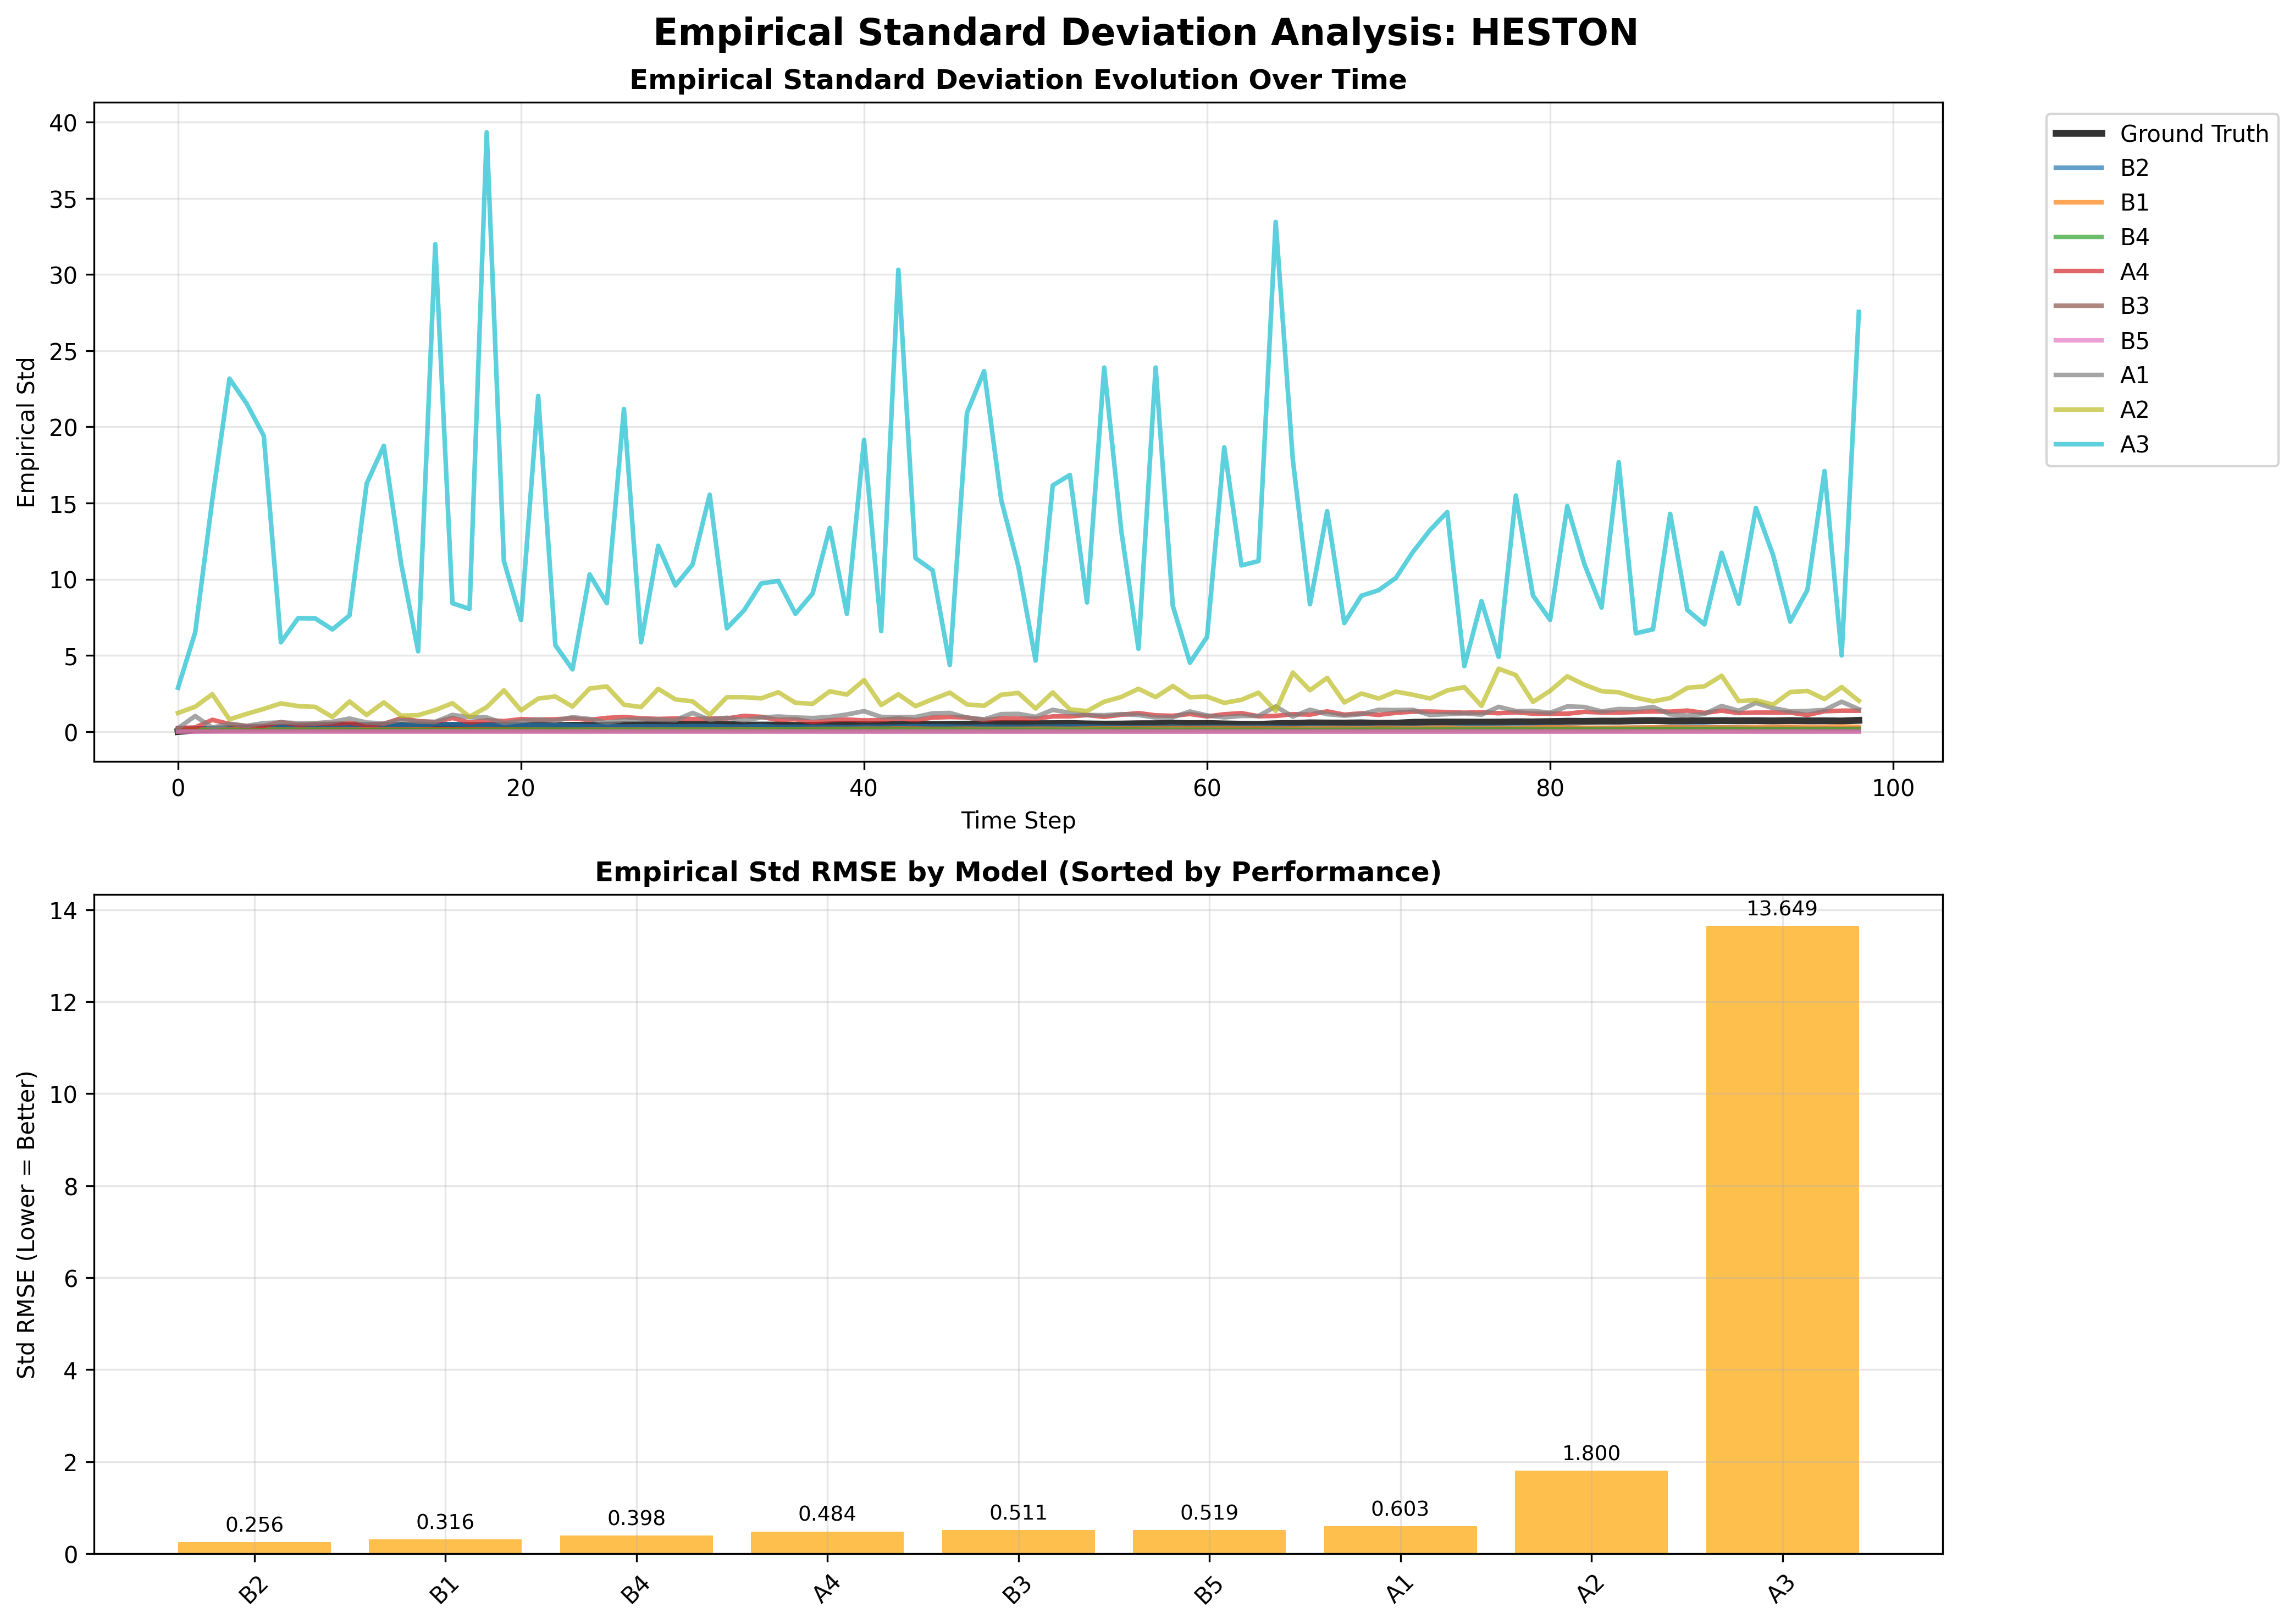 Empirical Standard Deviation Analysis: HESTON
Empirical Standard Deviation Evolution Over Time
Empirical Std
40
35
30
25
20
15
10
5
0
0 20 40 60 80 100
Time Step
Ground Truth
B2
B1
B4
A4
B3
B5
A1
A2
A3
Empirical Std RMSE by Model (Sorted by Performance)
Std RMSE (Lower = Better)
14
12
10
8
6
4
2
0
0.256 0.316 0.398 0.484 0.511 0.519 0.603 1.800 13.649
B2 B1 B4 A4 B3 B5 A1 A2 A3